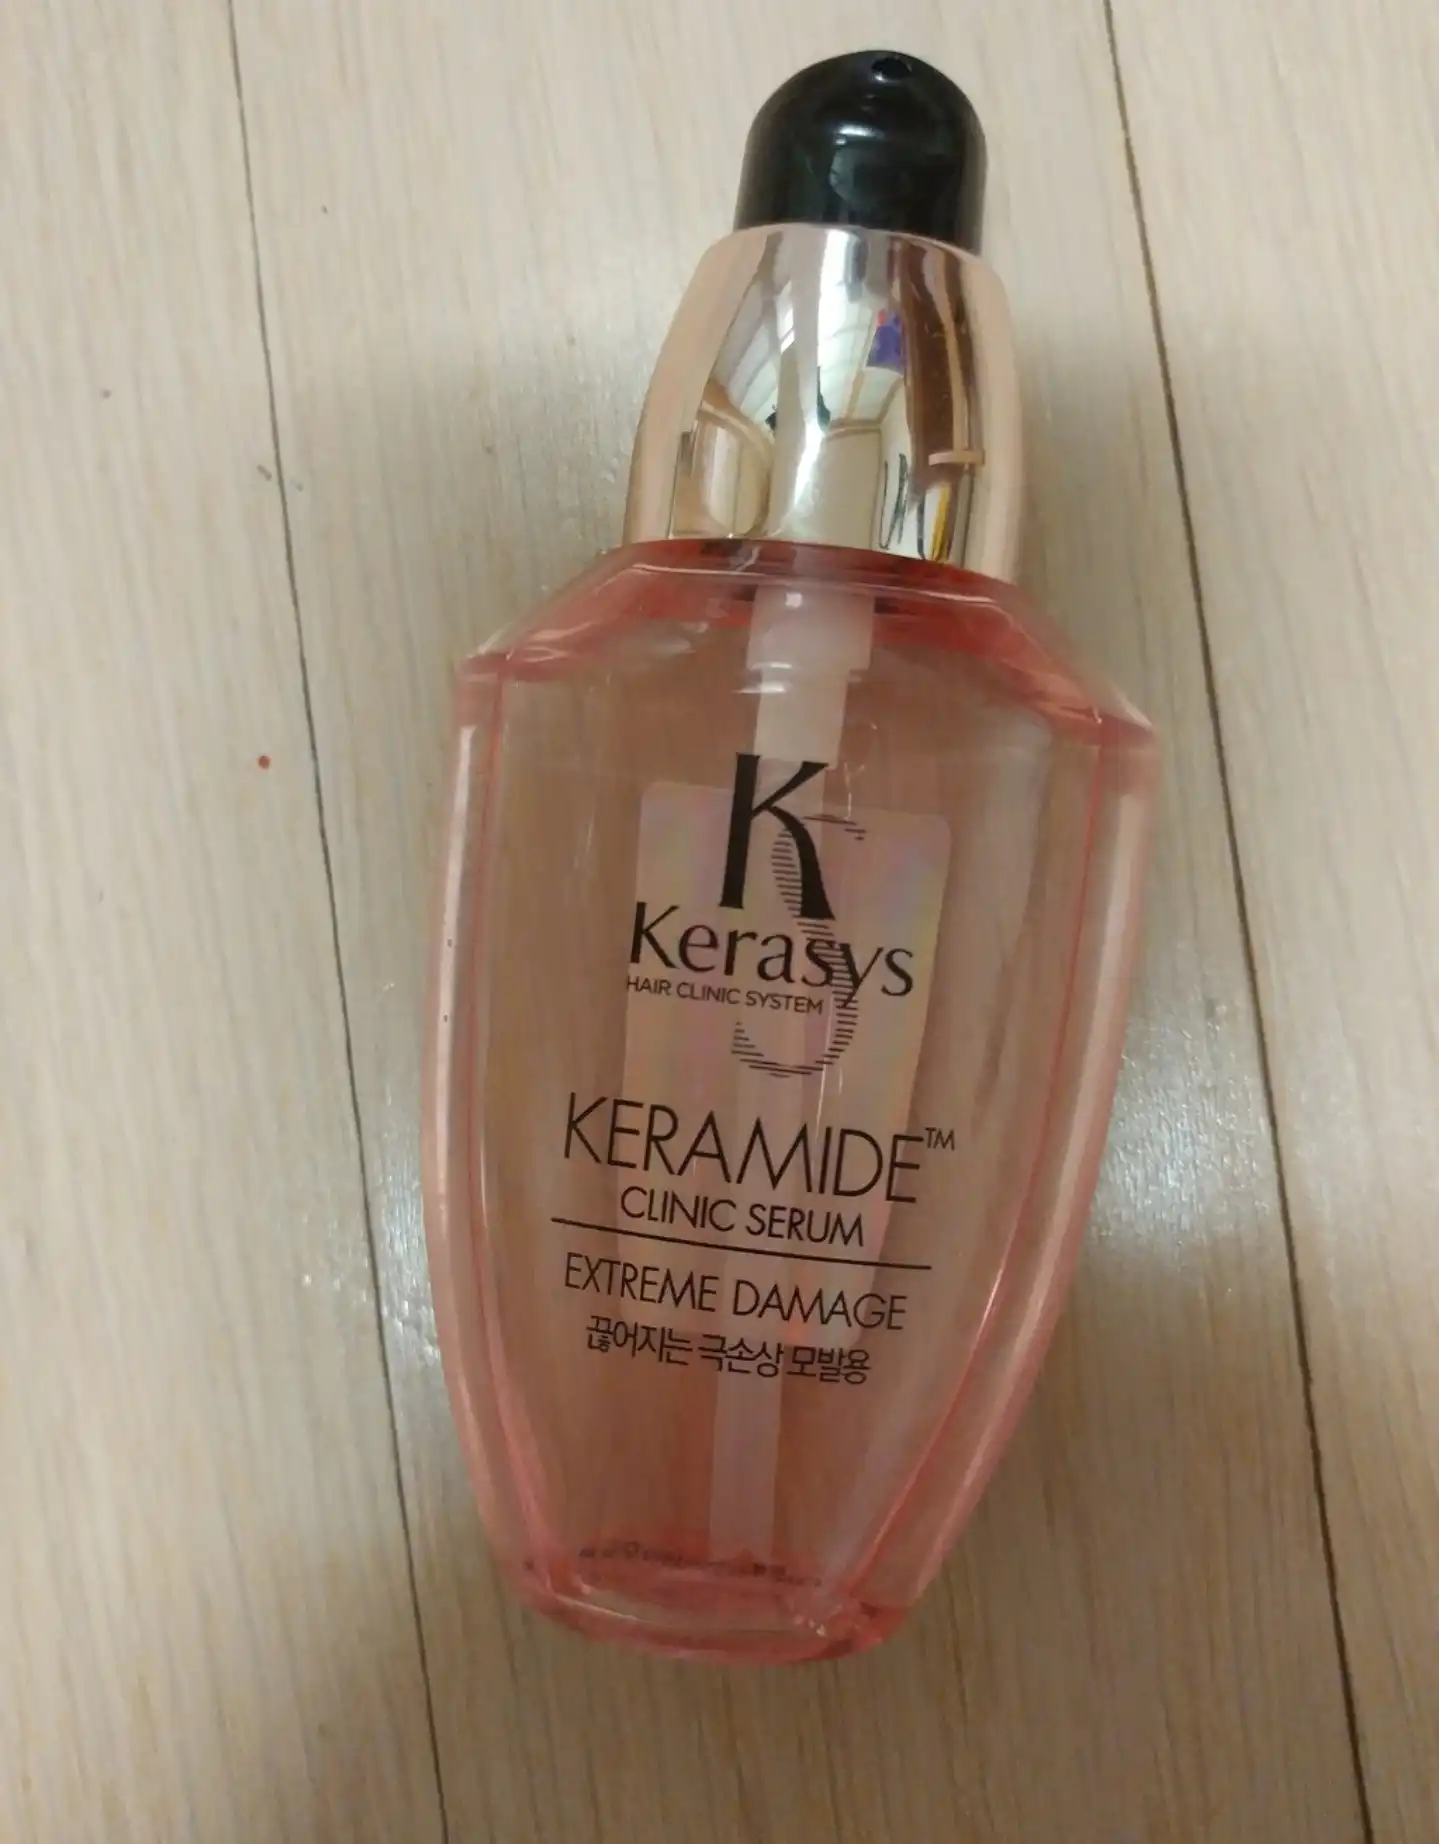 K
Kerasys
HAIR CLINIC SYSTEM
KERAMIDE™
CLINIC SERUM
EXTREME DAMAGE
끊어지는 극손상 모발용